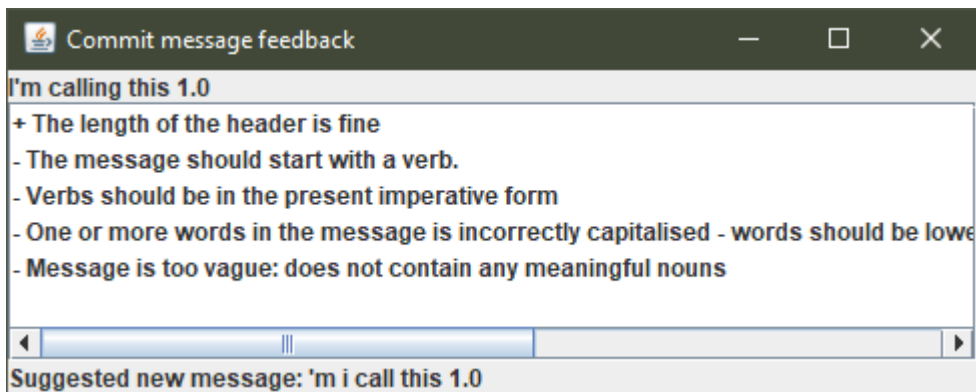 Commit message feedback
I'm calling this 1.0
+ The length of the header is fine
- The message should start with a verb.
- Verbs should be in the present imperative form
- One or more words in the message is incorrectly capitalised - words should be lowe
- Message is too vague: does not contain any meaningful nouns
Suggested new message: 'm i call this 1.0